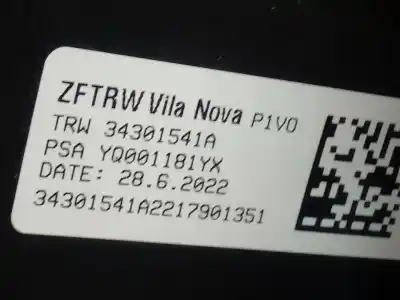 ZFTRW Vila Nova P1V0
TRW 34301541A
PSA YQ001181YX
DATE: 28.6.2022
34301541A2217901351